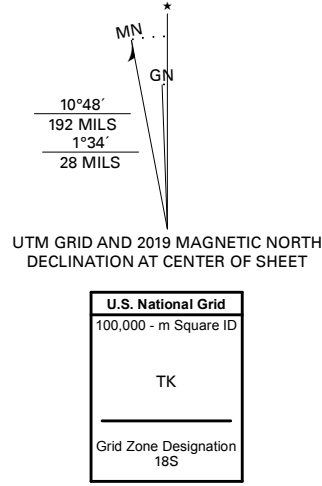 ★
MN
GN
10°48´
192 MILS
1°34´
28 MILS
UTM GRID AND 2019 MAGNETIC NORTH
DECLINATION AT CENTER OF SHEET
U.S. National Grid
100,000 - m Square ID
TK
Grid Zone Designation
18S